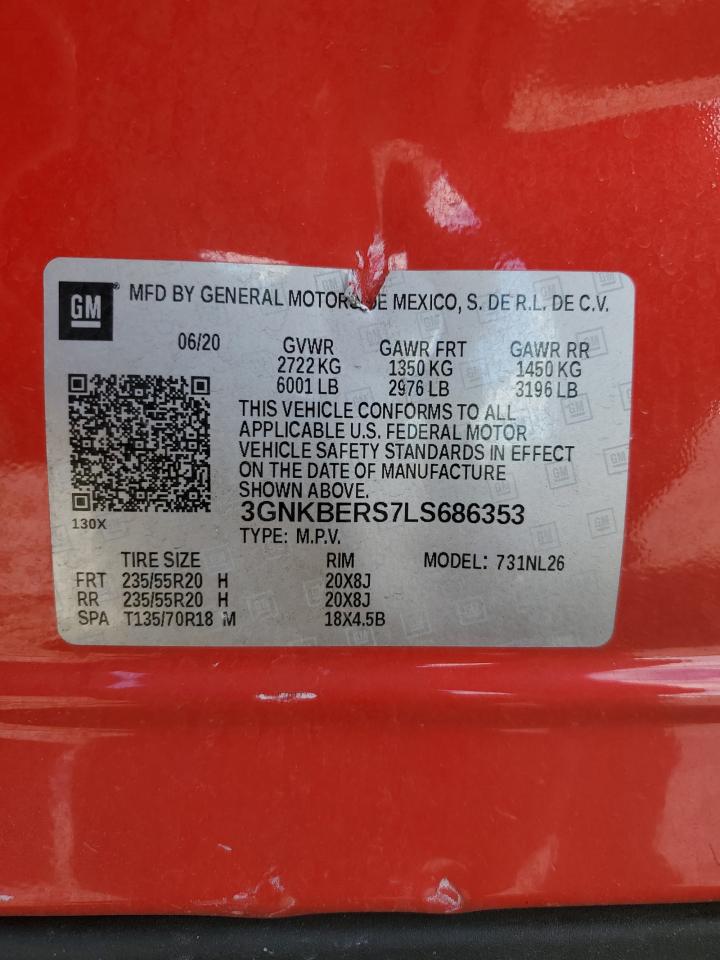 GM ® MFD BY GENERAL MOTORS DE MEXICO, S. DE R.L. DE C.V.
06/20 GVWR GAWR FRT GAWR RR
2722 KG 1350 KG 1450 KG
6001 LB 2976 LB 3196 LB
THIS VEHICLE CONFORMS TO ALL
APPLICABLE U.S. FEDERAL MOTOR
VEHICLE SAFETY STANDARDS IN EFFECT
ON THE DATE OF MANUFACTURE
SHOWN ABOVE.
130X
3GNKBERS7LS686353
TYPE: M.P.V.
TIRE SIZE RIM MODEL: 731NL26
FRT 235/55R20 H 20X8J
RR 235/55R20 H 20X8J
SPA T135/70R18 M 18X4.5B